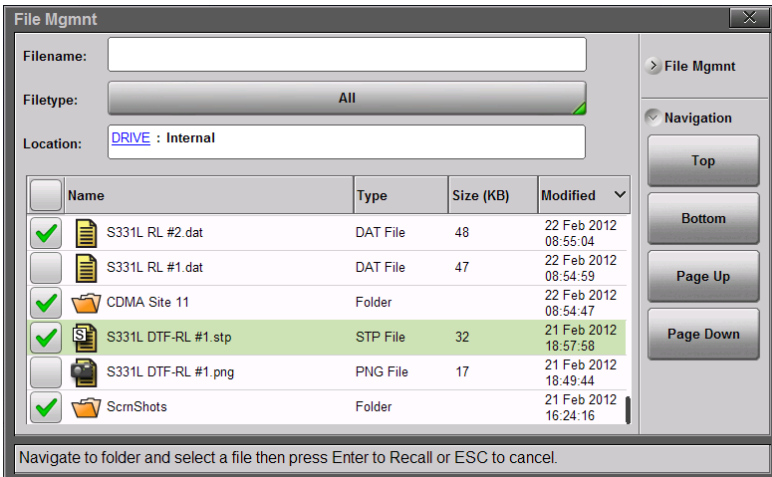 File Mgmnt
Filename:
Filetype: All
Location: DRIVE : Internal
Name Type Size (KB) Modified
S331L RL #2.dat DAT File 48 22 Feb 2012
08:55:04
S331L RL #1.dat DAT File 47 22 Feb 2012
08:54:59
CDMA Site 11 Folder 22 Feb 2012
08:54:47
S S331L DTF-RL #1.stp STP File 32 21 Feb 2012
18:57:58
S331L DTF-RL #1.png PNG File 17 21 Feb 2012
18:49:44
ScrnShots Folder 21 Feb 2012
16:24:16
File Mgmnt
Navigation
Top
Bottom
Page Up
Page Down
Navigate to folder and select a file then press Enter to Recall or ESC to cancel.